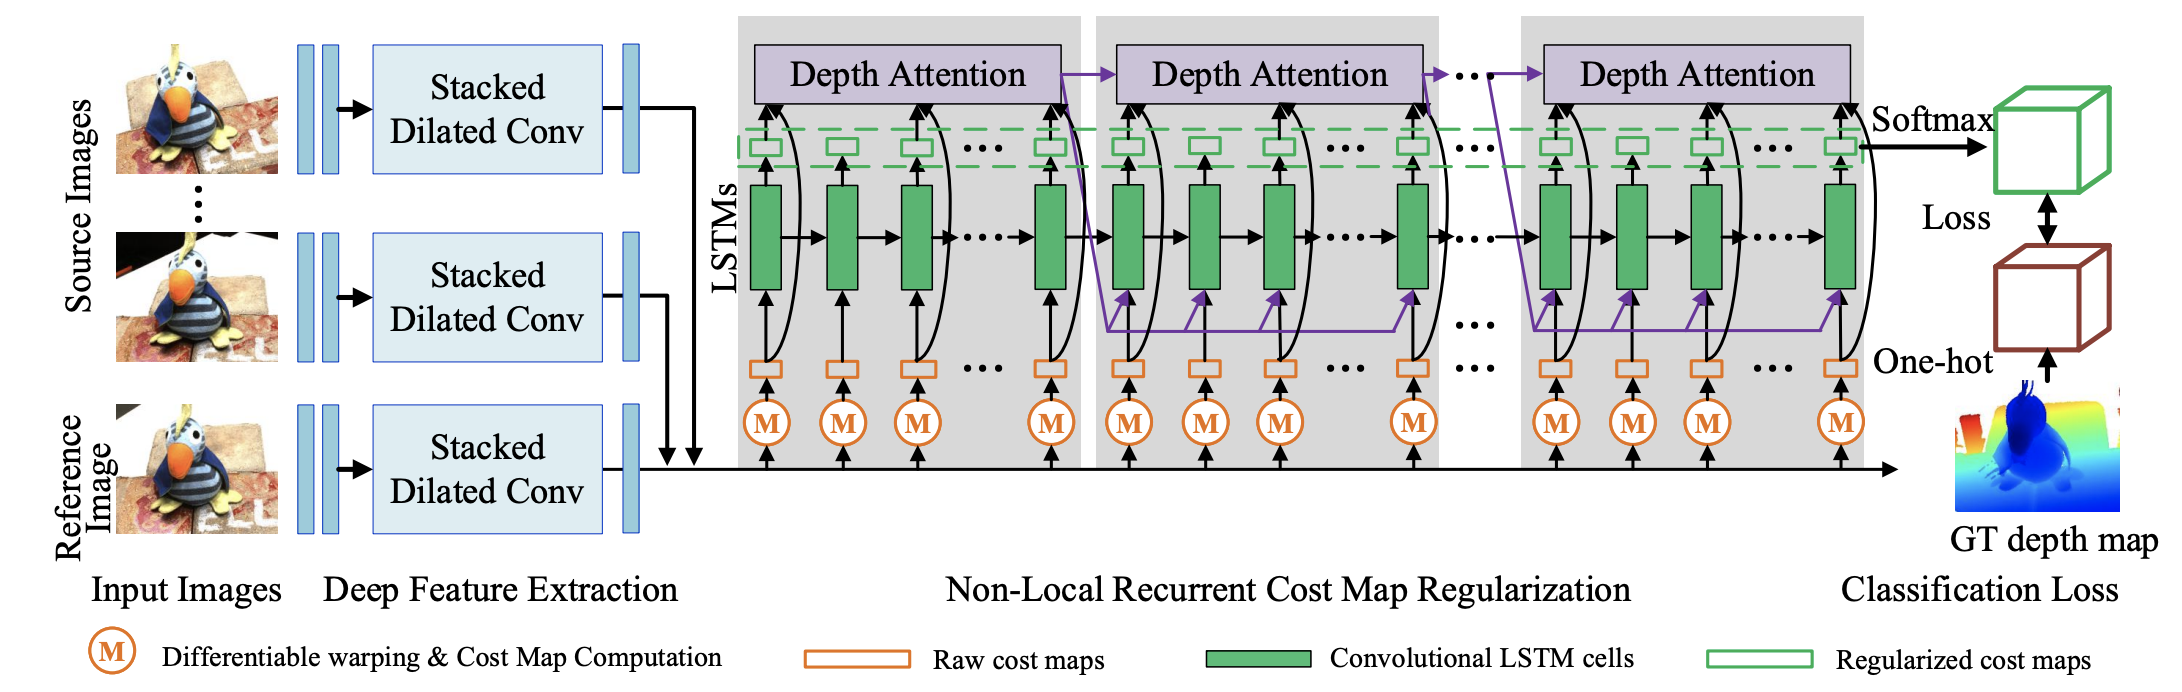 Source Images
Reference
Image
Stacked
Dilated Conv
Stacked
Dilated Conv
Stacked
Dilated Conv
LSTMs
Depth Attention
Depth Attention
Depth Attention
M
M
M
M
M
M
M
M
M
M
M
M
Softmax
Loss
One-hot
GT depth map
Input Images
Deep Feature Extraction
Non-Local Recurrent Cost Map Regularization
Classification Loss
M Differentiable warping & Cost Map Computation
Raw cost maps
Convolutional LSTM cells
Regularized cost maps